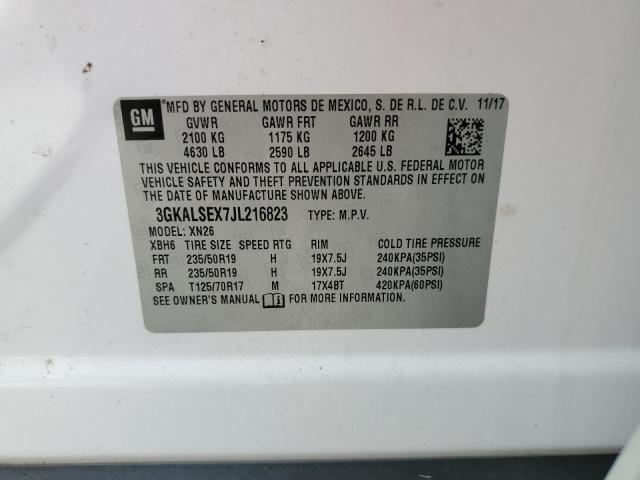 GM
MFD BY GENERAL MOTORS DE MEXICO, S. DE R.L. DE C.V. 11/17
GVWR GAWR FRT GAWR RR
2100 KG 1175 KG 1200 KG
4630 LB 2590 LB 2645 LB
THIS VEHICLE CONFORMS TO ALL APPLICABLE U.S. FEDERAL MOTOR
VEHICLE SAFETY AND THEFT PREVENTION STANDARDS IN EFFECT ON
THE DATE OF MANUFACTURE SHOWN ABOVE.
3GKALSEX7JL216823 TYPE: M.P.V.
MODEL: XN26
XBH6 TIRE SIZE SPEED RTG RIM COLD TIRE PRESSURE
FRT 235/50R19 H 19X7.5J 240KPA(35PSI)
RR 235/50R19 H 19X7.5J 240KPA(35PSI)
SPA T125/70R17 M 17X4BT 420KPA(60PSI)
SEE OWNER'S MANUAL FOR MORE INFORMATION